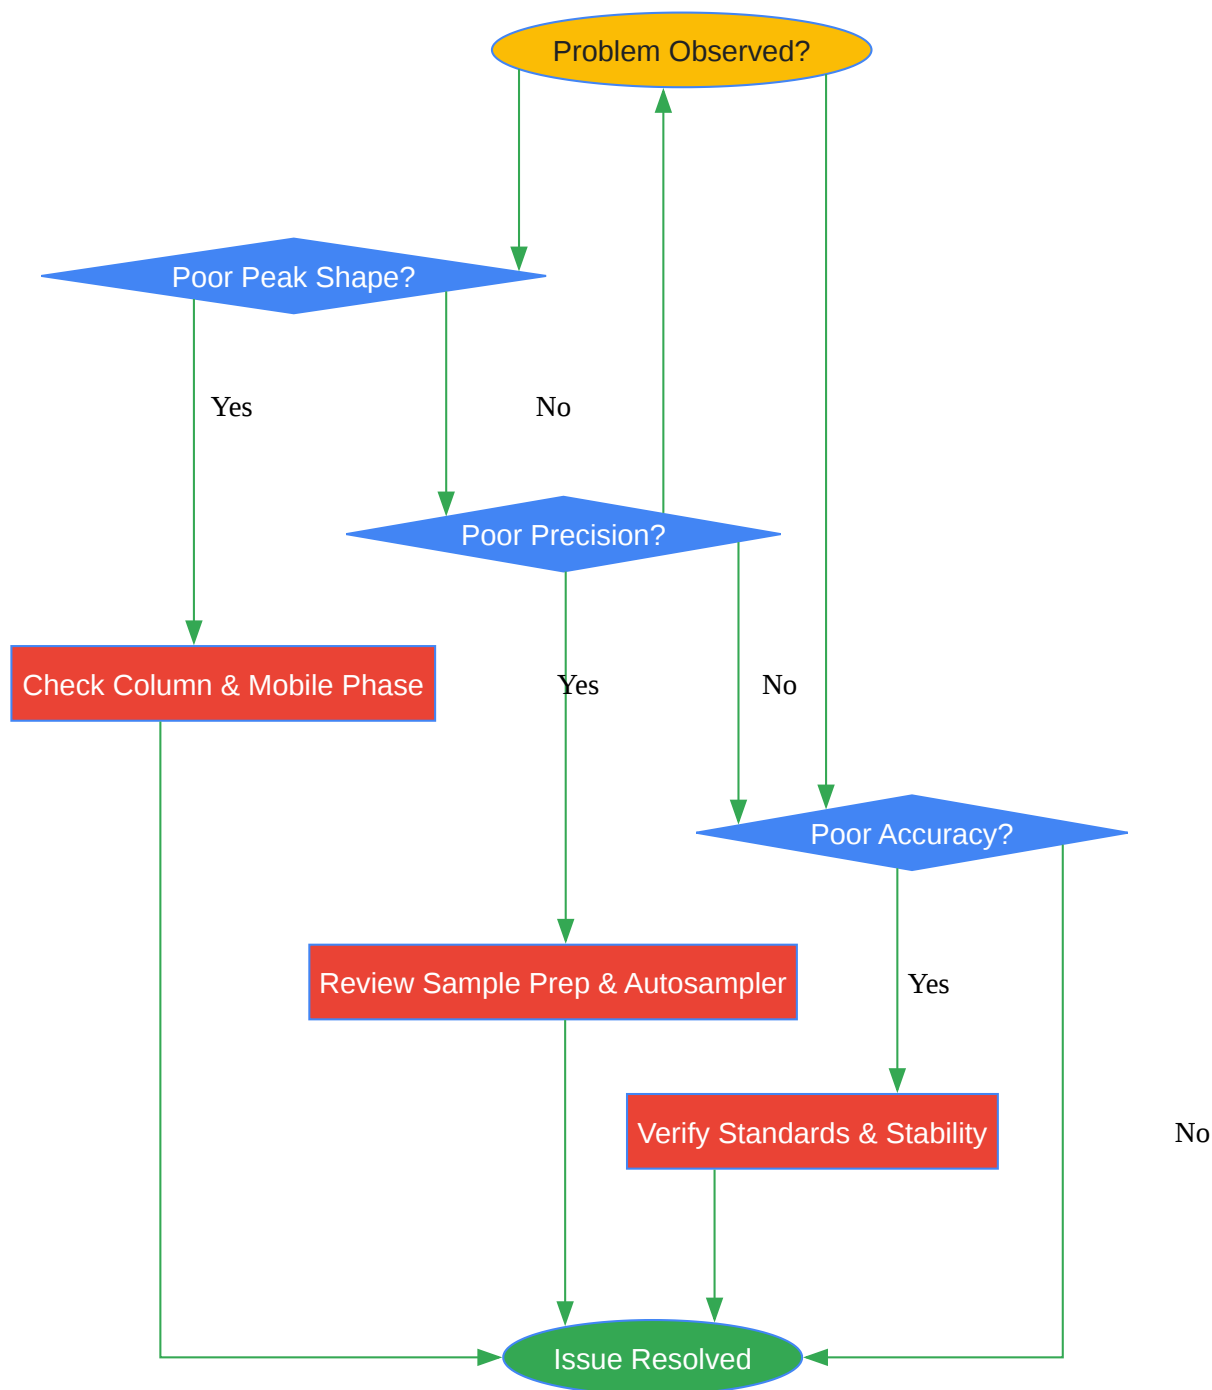 Problem Observed?
Poor Peak Shape?
Yes
No
Poor Precision?
Check Column & Mobile Phase
Yes
No
Poor Accuracy?
Review Sample Prep & Autosampler
Yes
Verify Standards & Stability
No
Issue Resolved